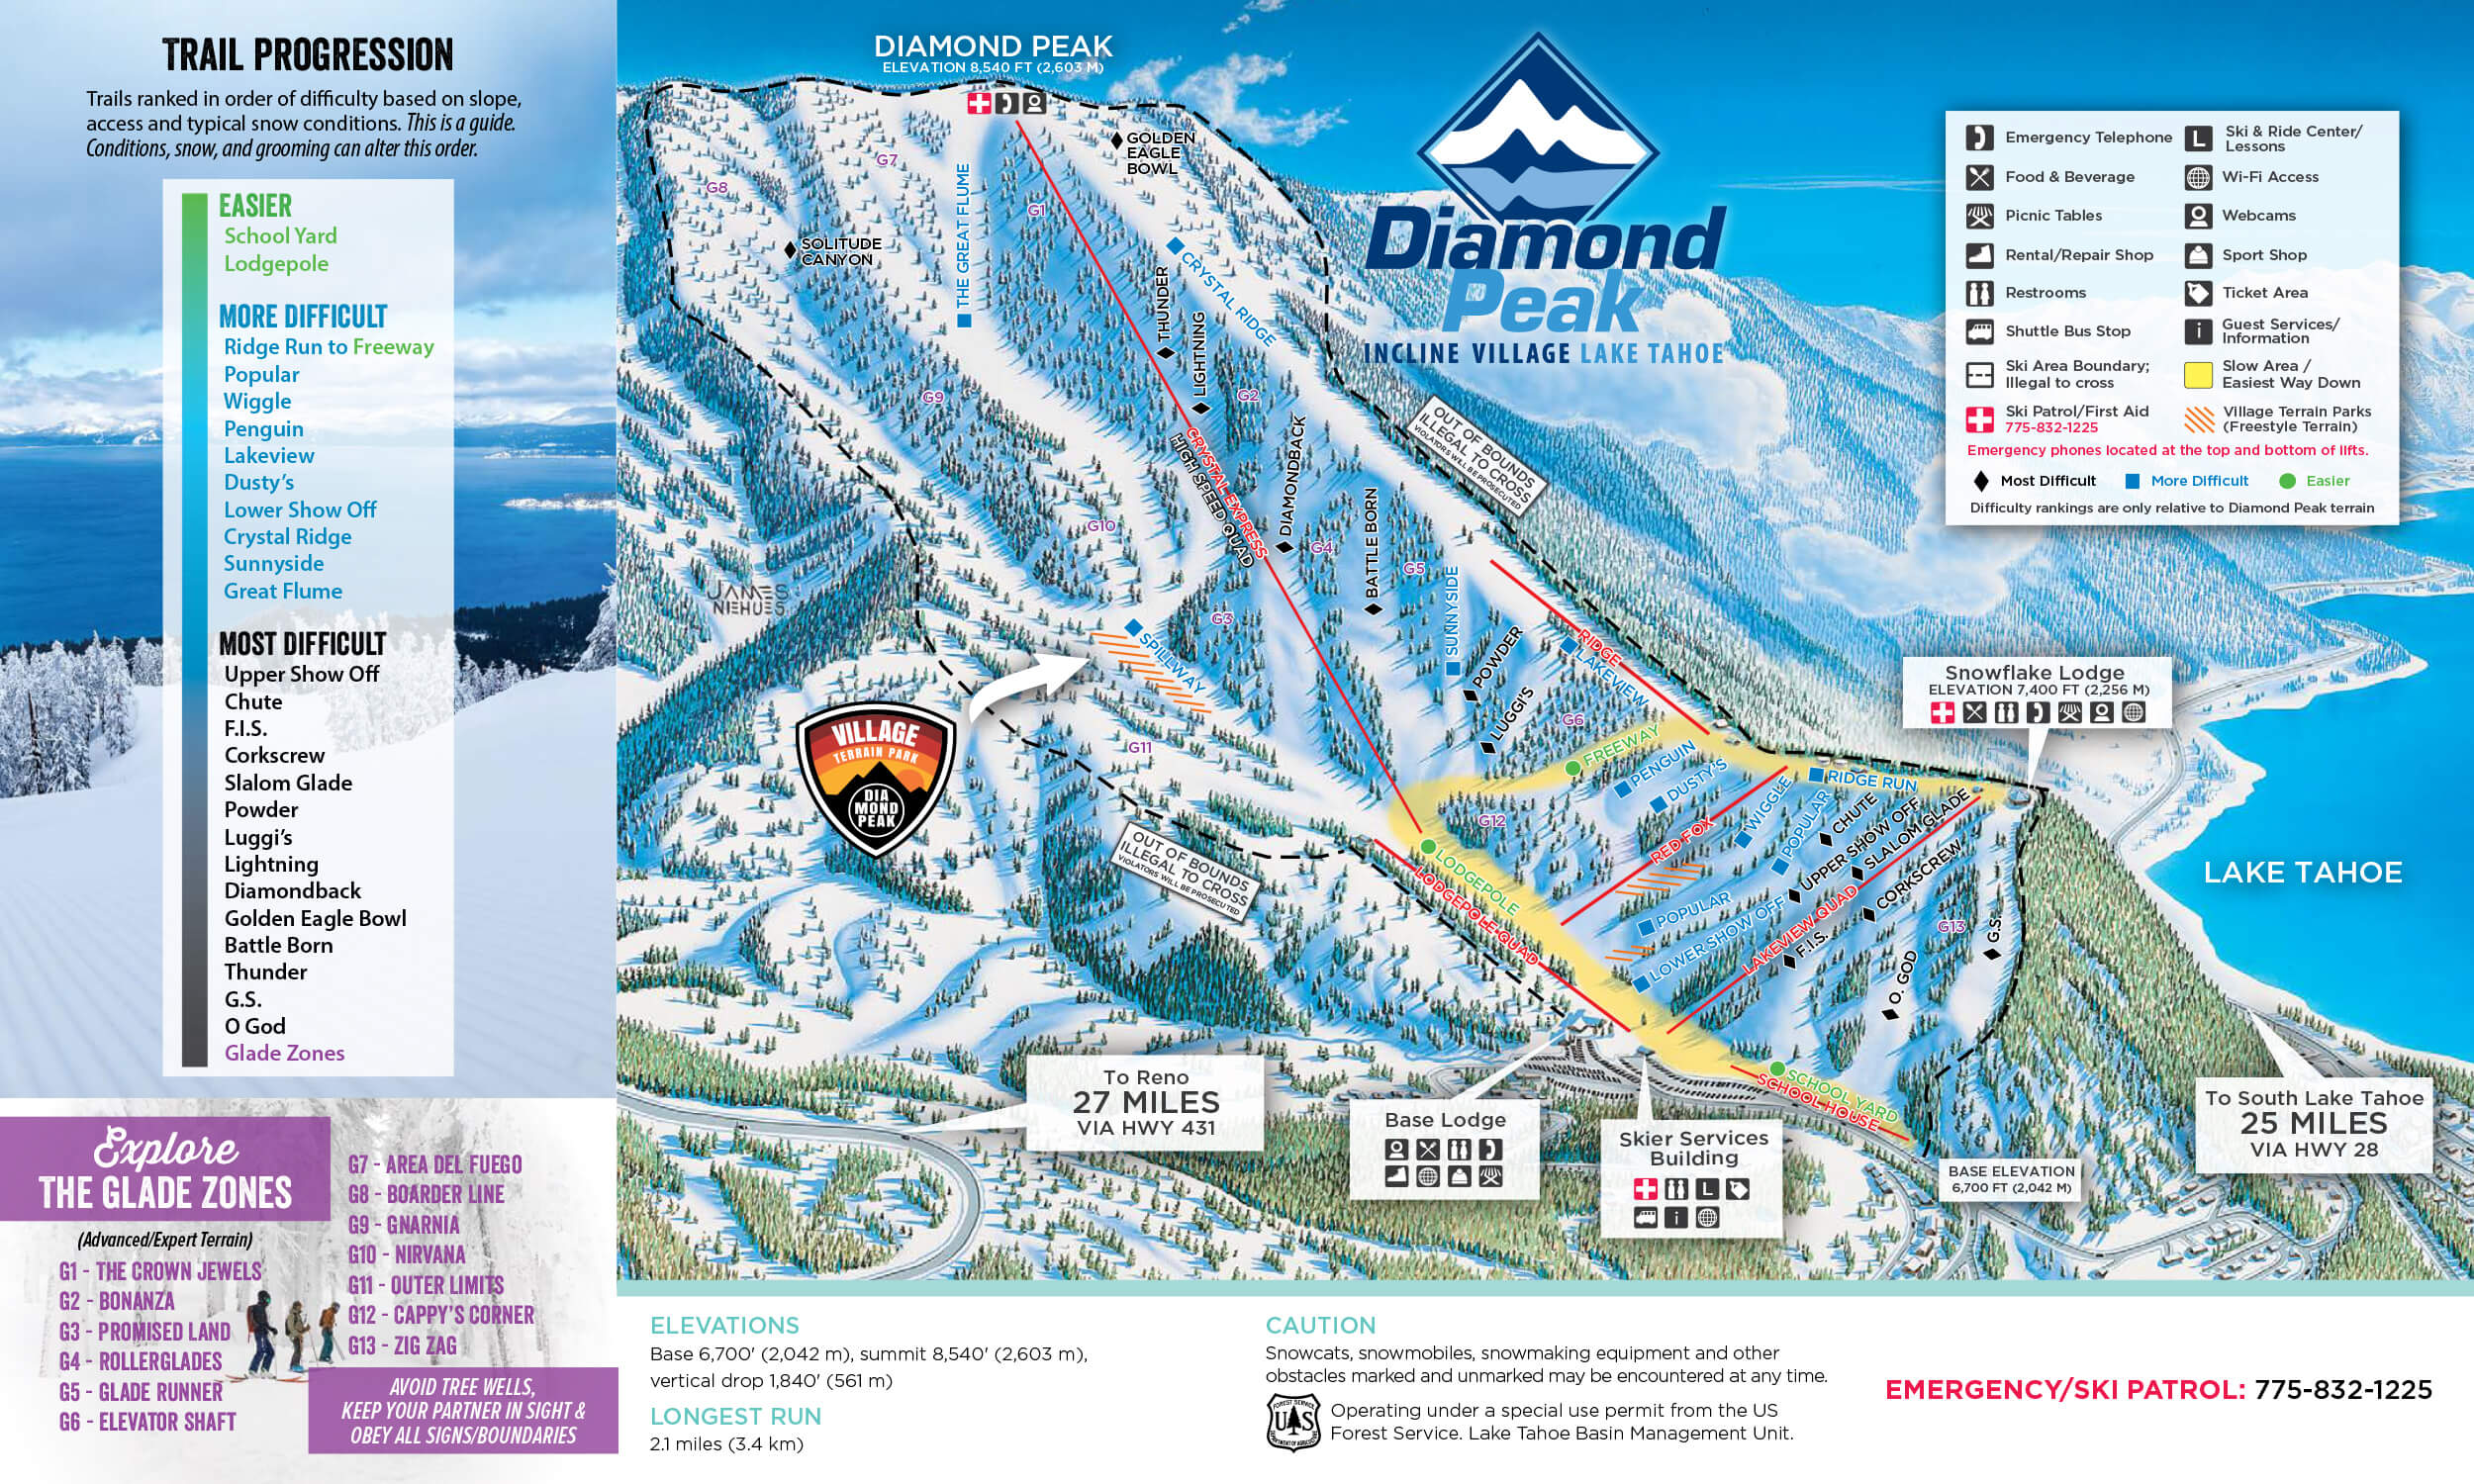 TRAIL PROGRESSION
Trails ranked in order of difficulty based on slope,
access and typical snow conditions. This is a guide.
Conditions, snow, and grooming can alter this order.
EASIER
School Yard
Lodgepole
MORE DIFFICULT
Ridge Run to Freeway
Popular
Wiggle
Penguin
Lakeview
Dusty's
Lower Show Off
Crystal Ridge
Sunnyside
Great Flume
MOST DIFFICULT
Upper Show Off
Chute
F.I.S.
Corkscrew
Slalom Glade
Powder
Luggi's
Lightning
Diamondback
Golden Eagle Bowl
Battle Born
Thunder
G.S.
O God
Glade Zones
Explore
THE GLADE ZONES
(Advanced/Expert Terrain)
G1 - THE CROWN JEWELS
G2 - BONANZA
G3 - PROMISED LAND
G4 - ROLLERGLADES
G5 - GLADE RUNNER
G6 - ELEVATOR SHAFT
G7 - AREA DEL FUEGO
G8 - BOARDER LINE
G9 - GNARNIA
G10 - NIRVANA
G11 - OUTER LIMITS
G12 - CAPPY'S CORNER
G13 - ZIG ZAG
AVOID TREE WELLS,
KEEP YOUR PARTNER IN SIGHT &
OBEY ALL SIGNS/BOUNDARIES
DIAMOND PEAK
ELEVATION 8,540 FT (2,603 M)
GOLDEN
EAGLE
BOWL
G7
G8
G1
THE GREAT FLUME
SOLITUDE
CANYON
CRYSTAL RIDGE
THUNDER
LIGHTNING
G2
G9
DIAMONDBACK
CRYSTAL EXPRESS
HIGH SPEED QUAD
BATTLE BORN
G10
G4
G5
SUNNYSIDE
JAMES
NIEHUES
G3
SPILLWAY
POWDER
LUGGI'S
RIDGE
LAKEVIEW
G6
G11
FREEWAY
PENGUIN
DUSTY'S
WIGGLE
RIDGE RUN
POPULAR
CHUTE
UPPER SHOW OFF
SLALOM GLADE
G12
RED FOX
LODGEPOLE
LODGEPOLE QUAD
POPULAR
LOWER SHOW OFF
LAKEVIEW QUAD
F.I.S.
CORKSCREW
G13
G.S.
O. GOD
SCHOOL YARD
SCHOOL HOUSE
VILLAGE
TERRAIN PARK
DIA
MOND
PEAK
OUT OF BOUNDS
ILLEGAL TO CROSS
VIOLATORS WILL BE PROSECUTED
OUT OF BOUNDS
ILLEGAL TO CROSS
VIOLATORS WILL BE PROSECUTED
Diamond
Peak
INCLINE VILLAGE LAKE TAHOE
Emergency Telephone
Food & Beverage
Picnic Tables
Rental/Repair Shop
Restrooms
Shuttle Bus Stop
Ski Area Boundary;
Illegal to cross
Ski Patrol/First Aid
775-832-1225
L
Ski & Ride Center/
Lessons
Wi-Fi Access
Webcams
Sport Shop
Ticket Area
i
Guest Services/
Information
Slow Area /
Easiest Way Down
Village Terrain Parks
(Freestyle Terrain)
Emergency phones located at the top and bottom of lifts.
Most Difficult
More Difficult
Easier
Difficulty rankings are only relative to Diamond Peak terrain
Snowflake Lodge
ELEVATION 7,400 FT (2,256 M)
LAKE TAHOE
To Reno
27 MILES
VIA HWY 431
Base Lodge
Skier Services
Building
L
i
BASE ELEVATION
6,700 FT (2,042 M)
To South Lake Tahoe
25 MILES
VIA HWY 28
ELEVATIONS
Base 6,700' (2,042 m), summit 8,540' (2,603 m),
vertical drop 1,840' (561 m)
LONGEST RUN
2.1 miles (3.4 km)
CAUTION
Snowcats, snowmobiles, snowmaking equipment and other
obstacles marked and unmarked may be encountered at any time.
FOREST SERVICE
U S
DEPARTMENT OF AGRICULTURE
Operating under a special use permit from the US
Forest Service. Lake Tahoe Basin Management Unit.
EMERGENCY/SKI PATROL: 775-832-1225